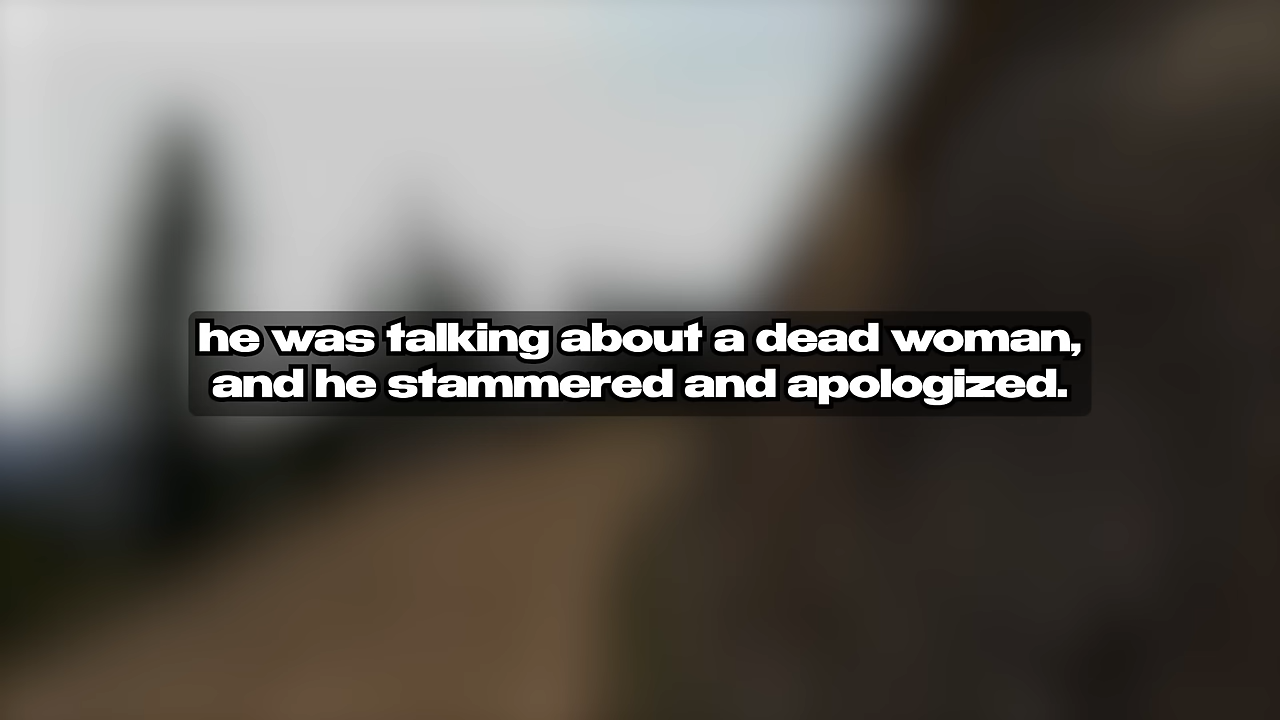 he was talking about a dead woman,
and he stammered and apologized.